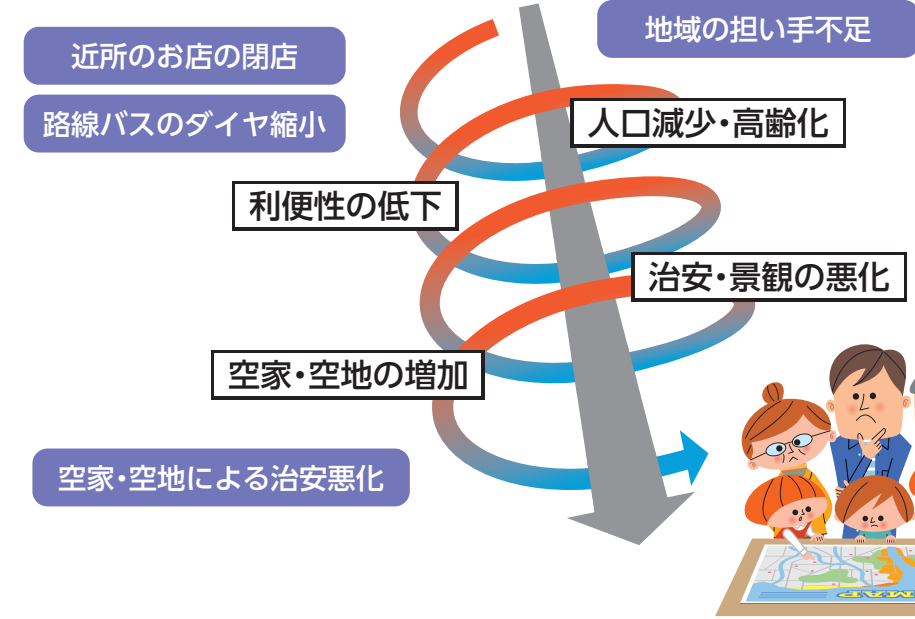 近所のお店の閉店
地域の担い手不足
路線バスのダイヤ縮小
人口減少・高齢化
利便性の低下
治安・景観の悪化
空家・空地の増加
空家・空地による治安悪化
MAP